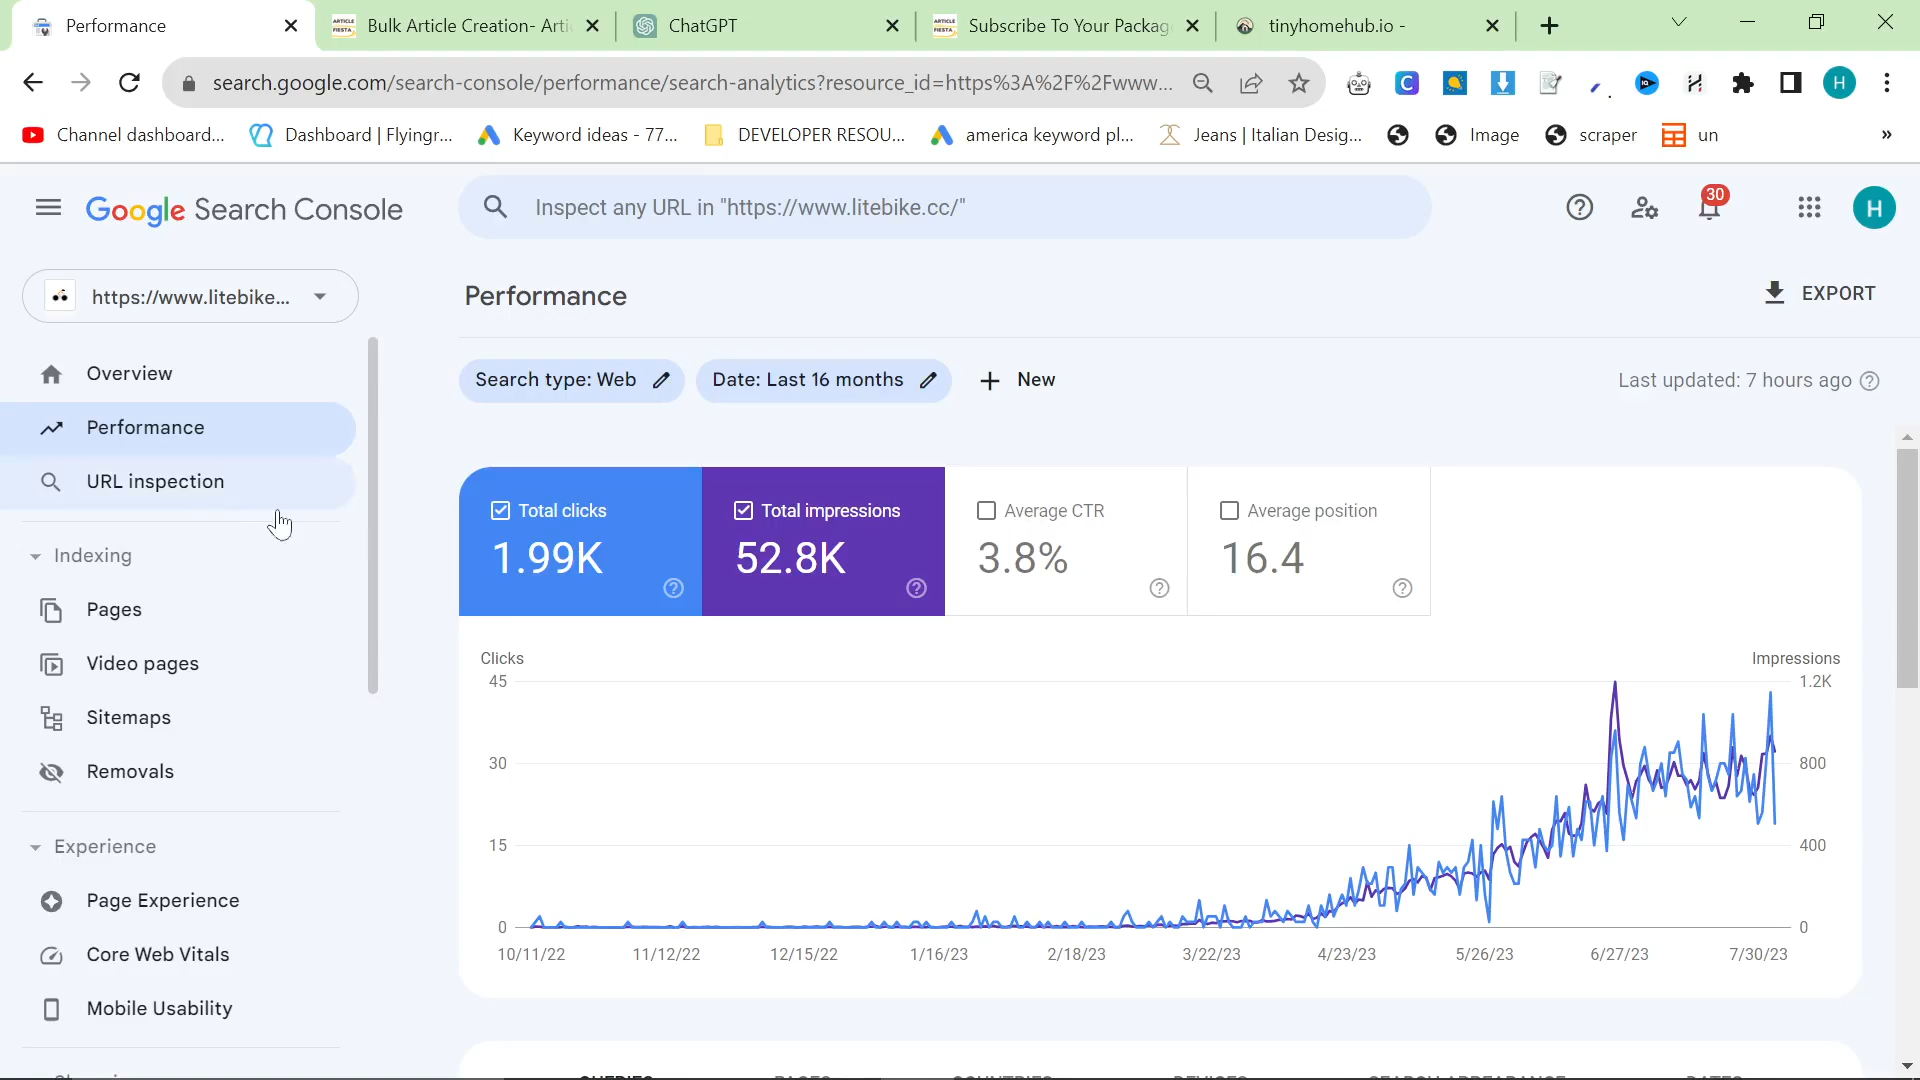 Performance
Bulk Article Creation- Arti
ChatGPT
Subscribe To Your Packag
tinyhomehub.io -
search.google.com/search-console/performance/search-analytics?resource_id=https%3A%2F%2Fwww...
Channel dashboard...
Dashboard | Flyingr...
Keyword ideas - 77...
DEVELOPER RESOU...
america keyword pl...
Jeans | Italian Desig...
Image
scraper
un
»
Google Search Console
Inspect any URL in "https://www.litebike.cc/"
30
H
https://www.litebike...
Performance
EXPORT
Overview
Performance
URL inspection
Indexing
Pages
Video pages
Sitemaps
Removals
Experience
Page Experience
Core Web Vitals
Mobile Usability
Search type: Web
Date: Last 16 months
New
Last updated: 7 hours ago
Total clicks
1.99K
Total impressions
52.8K
Average CTR
3.8%
Average position
16.4
Clicks
Impressions
45
1.2K
30
800
15
400
0
0
10/11/22
11/12/22
12/15/22
1/16/23
2/18/23
3/22/23
4/23/23
5/26/23
6/27/23
7/30/23
QUERIES
PAGES
COUNTRIES
DEVICES
SEARCH APPEARANCE
DATES